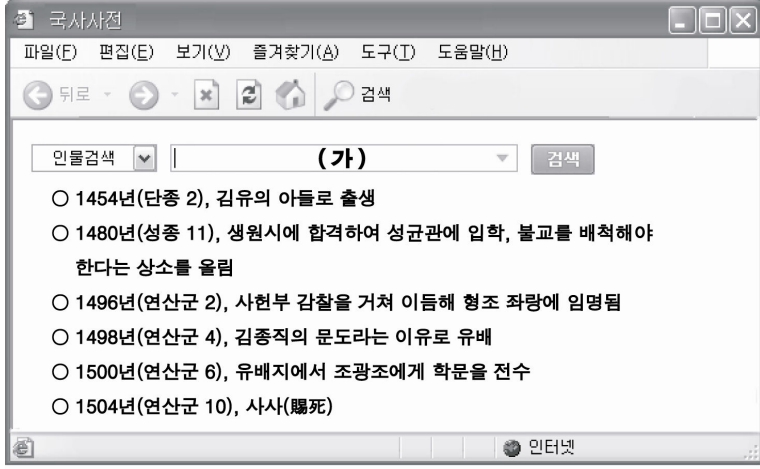 국사사전
파일(F) 편집(E) 보기(V) 즐겨찾기(A) 도구(T) 도움말(H)
뒤로 검색
인물검색 (가) 검색
○ 1454년(단종 2), 김유의 아들로 출생
○ 1480년(성종 11), 생원시에 합격하여 성균관에 입학, 불교를 배척해야
한다는 상소를 올림
○ 1496년(연산군 2), 사헌부 감찰을 거쳐 이듬해 형조 좌랑에 임명됨
○ 1498년(연산군 4), 김종직의 문도라는 이유로 유배
○ 1500년(연산군 6), 유배지에서 조광조에게 학문을 전수
○ 1504년(연산군 10), 사사(賜死)
인터넷